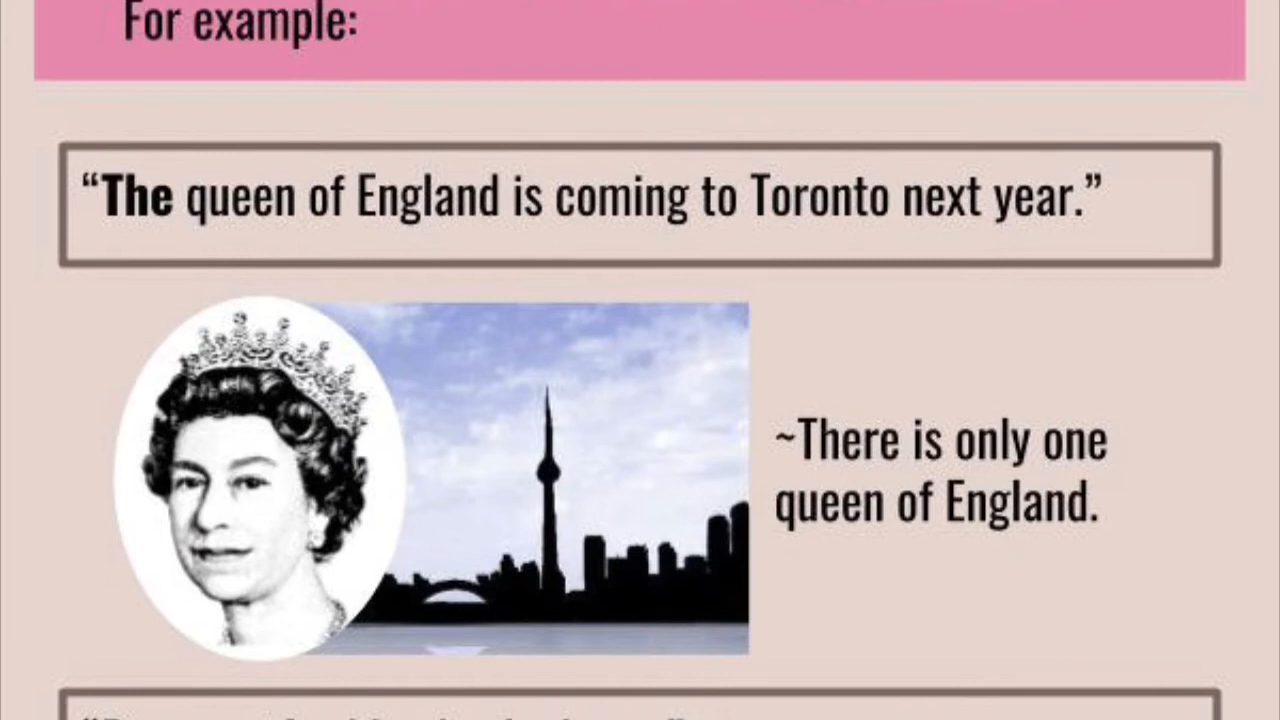 For example:
“The queen of England is coming to Toronto next year.”
~There is only one
queen of England.